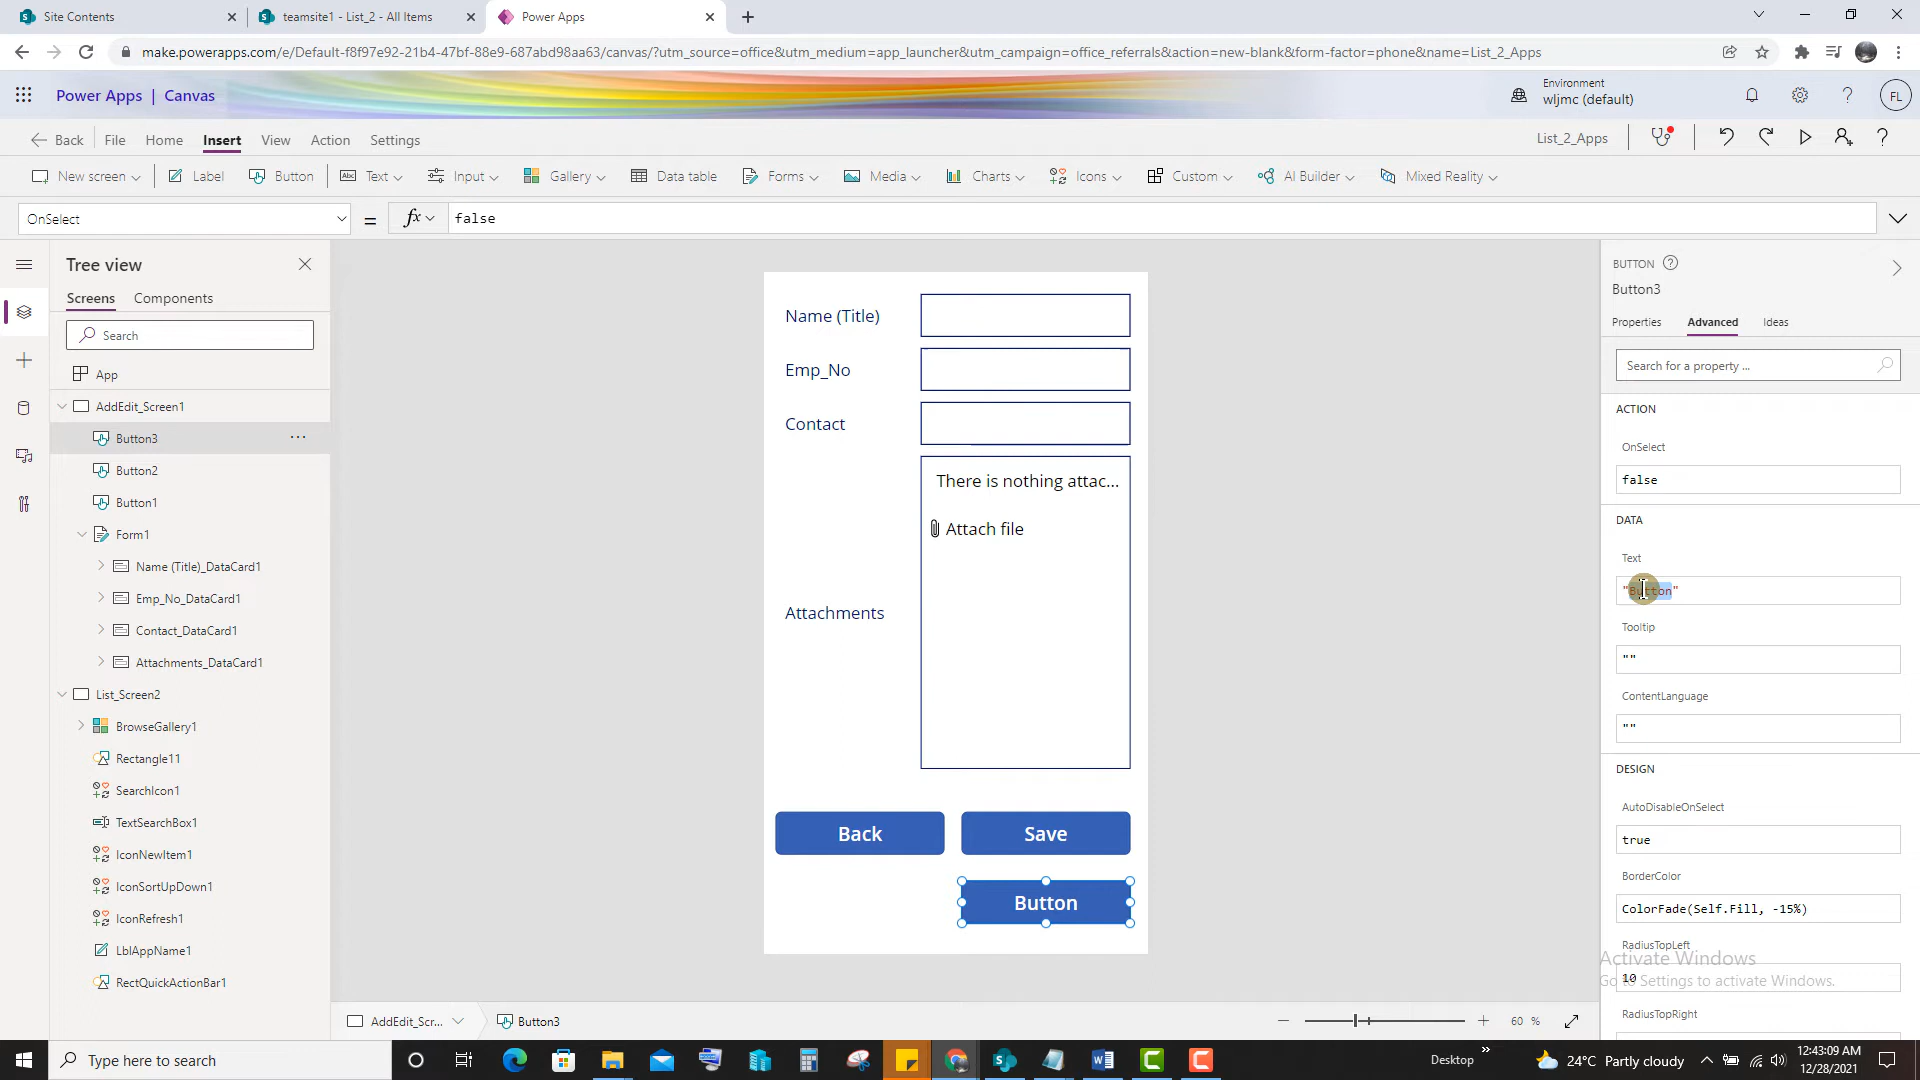 Site Contents
teamsite1 - List_2 - All Items
Power Apps
make.powerapps.com/e/Default-f8f97e92-21b4-47bf-88e9-687abd98aa63/canvas/?utm_source=office&utm_medium=app_launcher&utm_campaign=office_referrals&action=new-blank&form-factor=phone&name=List_2_Apps
Power Apps | Canvas
Environment
wljmc (default)
FL
Back File Home Insert View Action Settings
List_2_Apps
New screen Label Button Text Input Gallery Data table Forms Media Charts Icons Custom AI Builder Mixed Reality
OnSelect = fx false
Tree view
Screens Components
Search
App
AddEdit_Screen1
Button3
Button2
Button1
Form1
Name (Title)_DataCard1
Emp_No_DataCard1
Contact_DataCard1
Attachments_DataCard1
List_Screen2
BrowseGallery1
Rectangle11
SearchIcon1
TextSearchBox1
IconNewItem1
IconSortUpDown1
IconRefresh1
LblAppName1
RectQuickActionBar1
Name (Title)
Emp_No
Contact
There is nothing attac...
Attach file
Attachments
Back Save
Button
BUTTON
Button3
Properties Advanced Ideas
Search for a property ...
ACTION
OnSelect
false
DATA
Text
"Button"
Tooltip
""
ContentLanguage
""
DESIGN
AutoDisableOnSelect
true
BorderColor
ColorFade(Self.Fill, -15%)
RadiusTopLeft
10
RadiusTopRight
Activate Windows
Go to Settings to activate Windows.
AddEdit_Scr... Button3
60 %
Type here to search
Desktop
24°C Partly cloudy
12:43:09 AM
12/28/2021